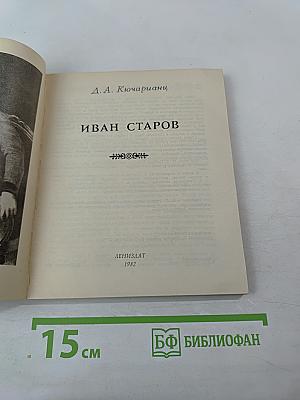 Д. А. Кючарианц
ИВАН СТАРОВ
ЛЕНИЗДАТ
1982
15 см
БФ БИБЛИОФАН